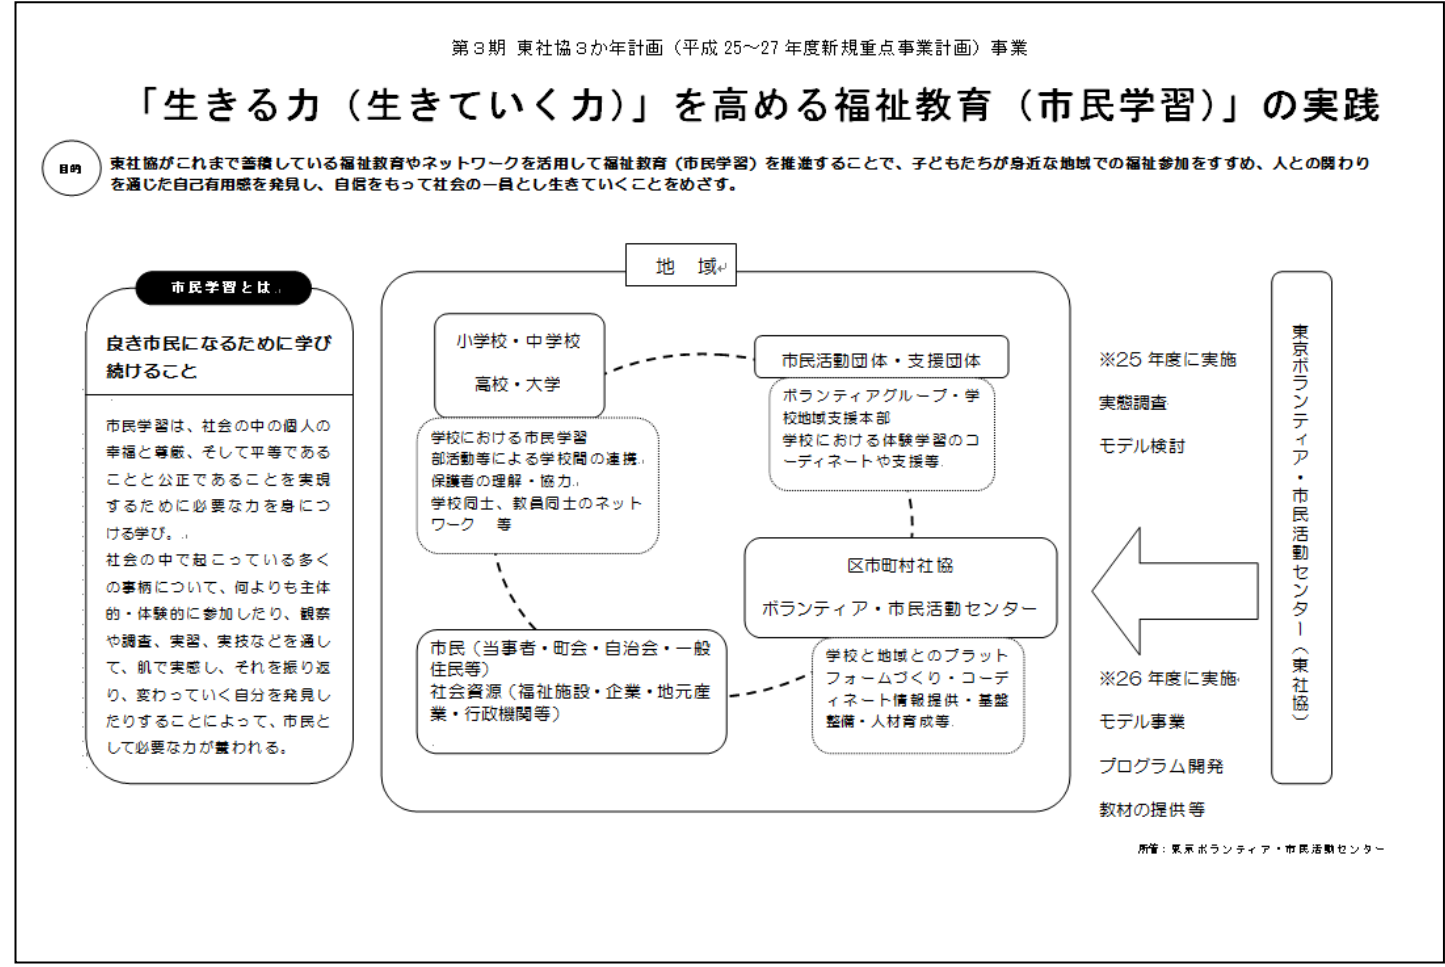 第３期 東社協３か年計画（平成 25～27 年度新規重点事業計画）事業
「生きる力（生きていく力）」を高める福祉教育（市民学習）」の実践
目的
東社協がこれまで蓄積している福祉教育やネットワークを活用して福祉教育（市民学習）を推進することで、子どもたちが身近な地域での福祉参加をすすめ、人との関わり
を通じた自己有用感を発見し、自信をもって社会の一員とし生きていくことをめざす。
市民学習とは
良き市民になるために学び
続けること
市民学習は、社会の中の個人の
幸福と尊厳、そして平等である
ことと公正であることを実現
するために必要な力を身につ
ける学び。
社会の中で起こっている多く
の事柄について、何よりも主体
的・体験的に参加したり、観察
や調査、実習、実技などを通し
て、肌で実感し、それを振り返
り、変わっていく自分を発見し
たりすることによって、市民と
して必要な力が養われる。
地　域
小学校・中学校
高校・大学
学校における市民学習
部活動等による学校間の連携
保護者の理解・協力
学校同士、教員同士のネット
ワーク　等
市民活動団体・支援団体
ボランティアグループ・学
校地域支援本部
学校における体験学習のコ
ーディネートや支援等
区市町村社協
ボランティア・市民活動センター
学校と地域とのプラット
フォームづくり・コーデ
ィネート情報提供・基盤
整備・人材育成等
市民（当事者・町会・自治会・一般
住民等）
社会資源（福祉施設・企業・地元産
業・行政機関等）
※25 年度に実施
実態調査
モデル検討
※26 年度に実施
モデル事業
プログラム開発
教材の提供等
東京ボランティア・市民活動センター（東社協）
所管：東京ボランティア・市民活動センター